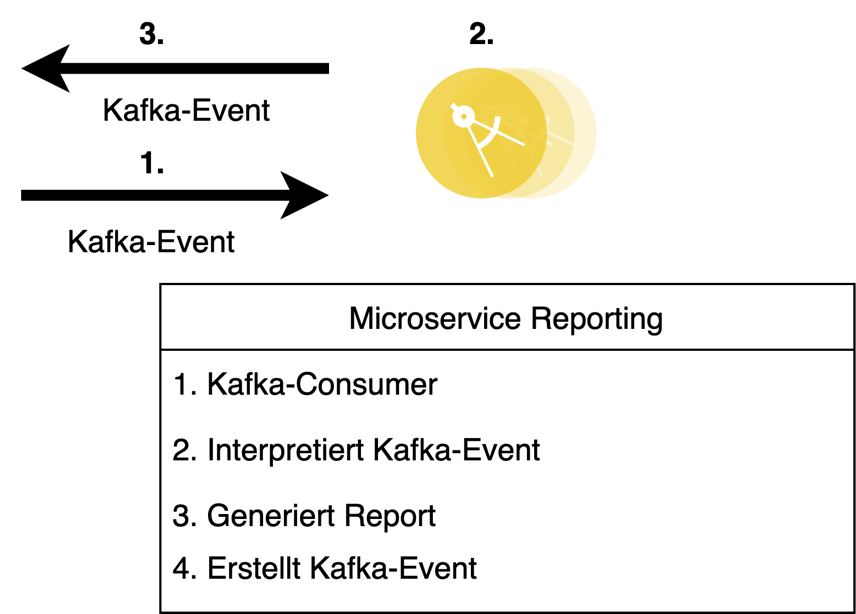 3.
2.
Kafka-Event
1.
Kafka-Event
Microservice Reporting
1. Kafka-Consumer
2. Interpretiert Kafka-Event
3. Generiert Report
4. Erstellt Kafka-Event